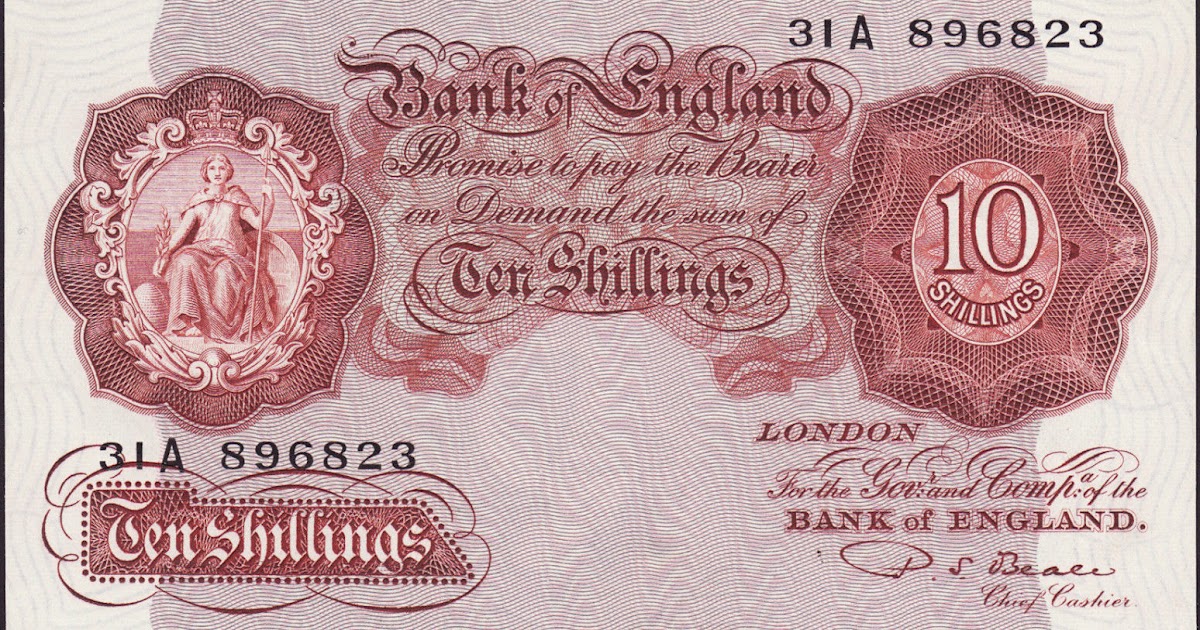 31A 896823
Bank of England
Promise to pay the Bearer
on Demand the sum of
Ten Shillings
10
SHILLINGS
31A 896823
Ten Shillings
LONDON
For the Govr. and Compa. of the
BANK of ENGLAND.
P. S. Beale
Chief Cashier.